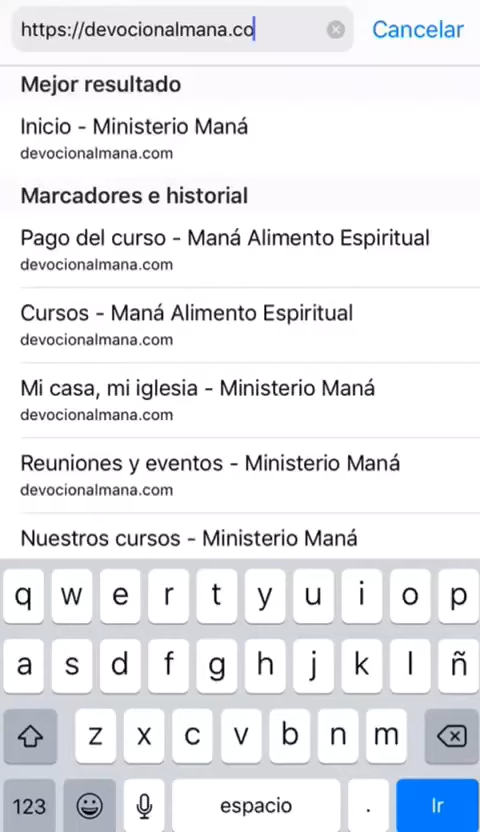 https://devocionalmana.co
Cancelar
Mejor resultado
Inicio - Ministerio Maná
devocionalmana.com
Marcadores e historial
Pago del curso - Maná Alimento Espiritual
devocionalmana.com
Cursos - Maná Alimento Espiritual
devocionalmana.com
Mi casa, mi iglesia - Ministerio Maná
devocionalmana.com
Reuniones y eventos - Ministerio Maná
devocionalmana.com
Nuestros cursos - Ministerio Maná
q w e r t y u i o p
a s d f g h j k l ñ
z x c v b n m
123 espacio . Ir